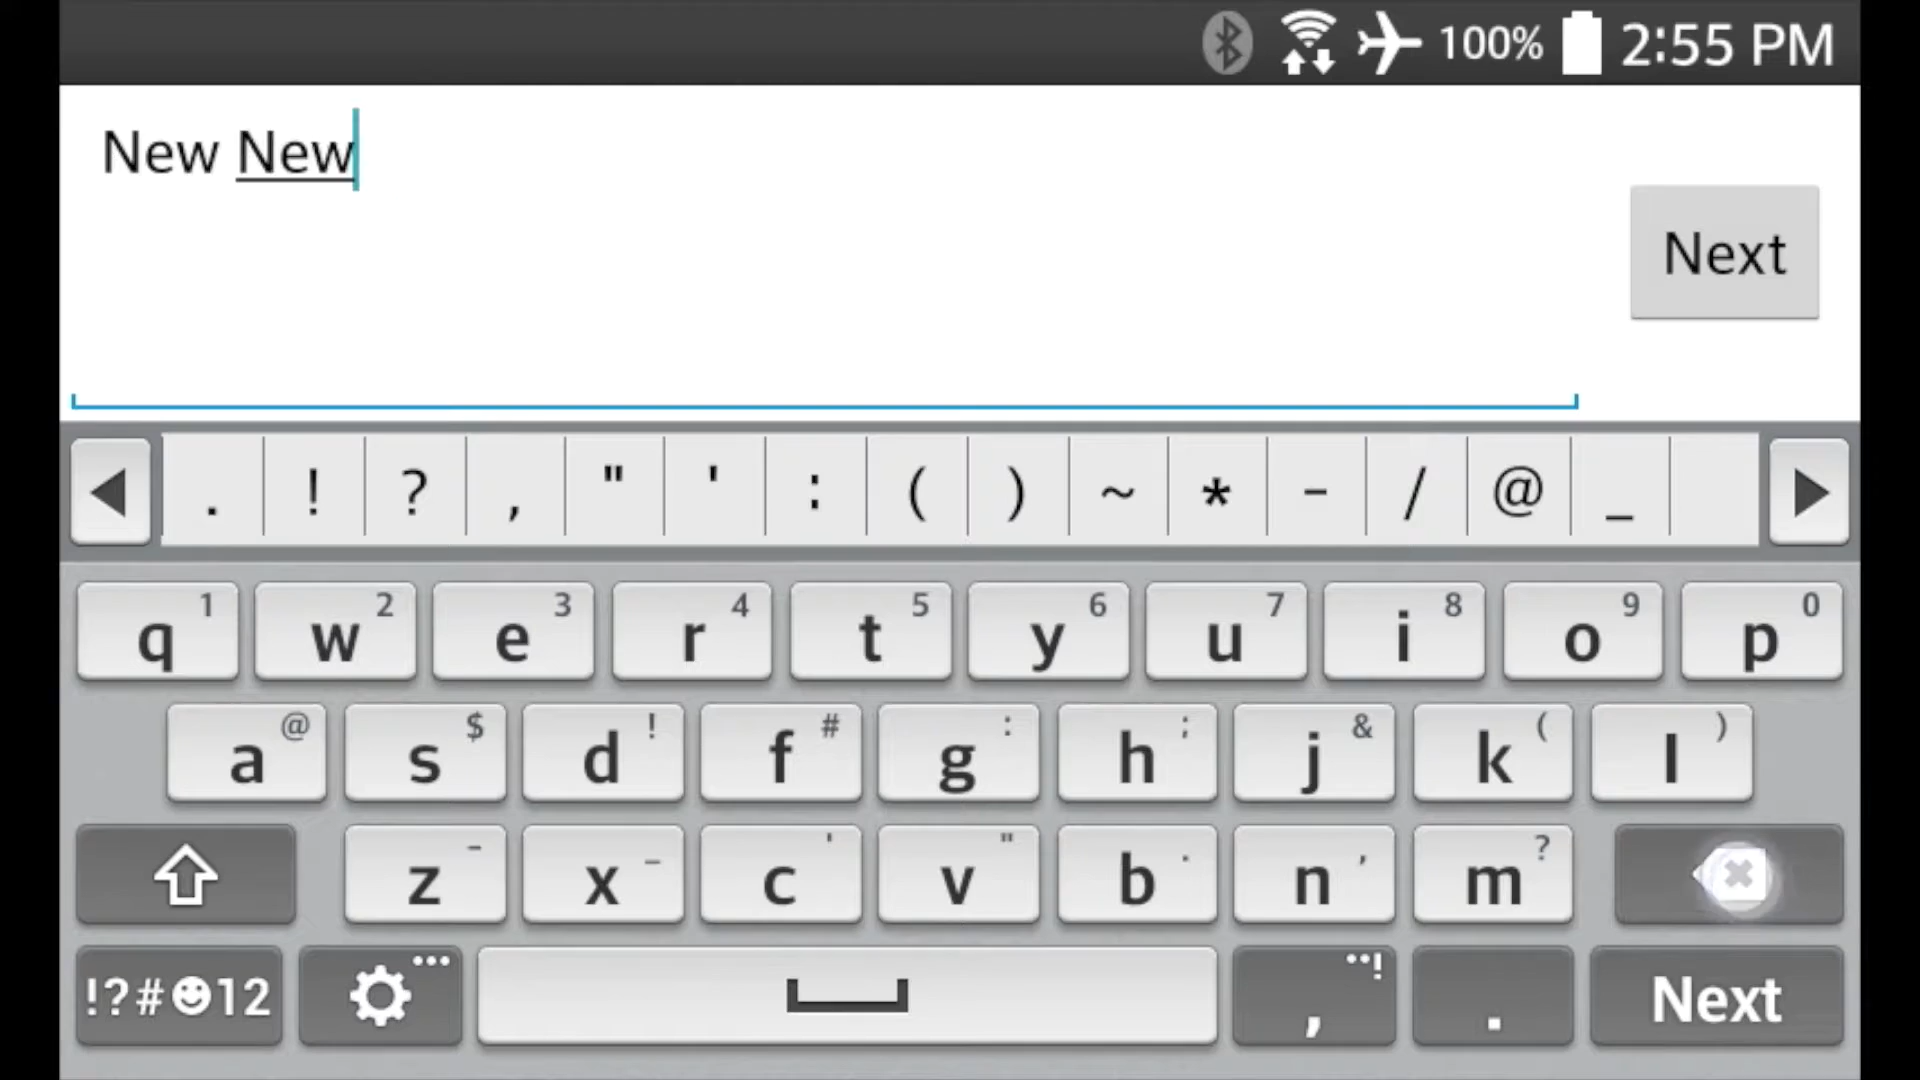 100% 2:55 PM
New New
Next
. ! ? , " ' : ( ) ~ * - / @ _
q 1 w 2 e 3 r 4 t 5 y 6 u 7 i 8 o 9 p 0
a @ s $ d ! f # g : h ; j & k ( l )
z - x _ c ' v " b . n , m ?
!?#☻12 , ! . Next